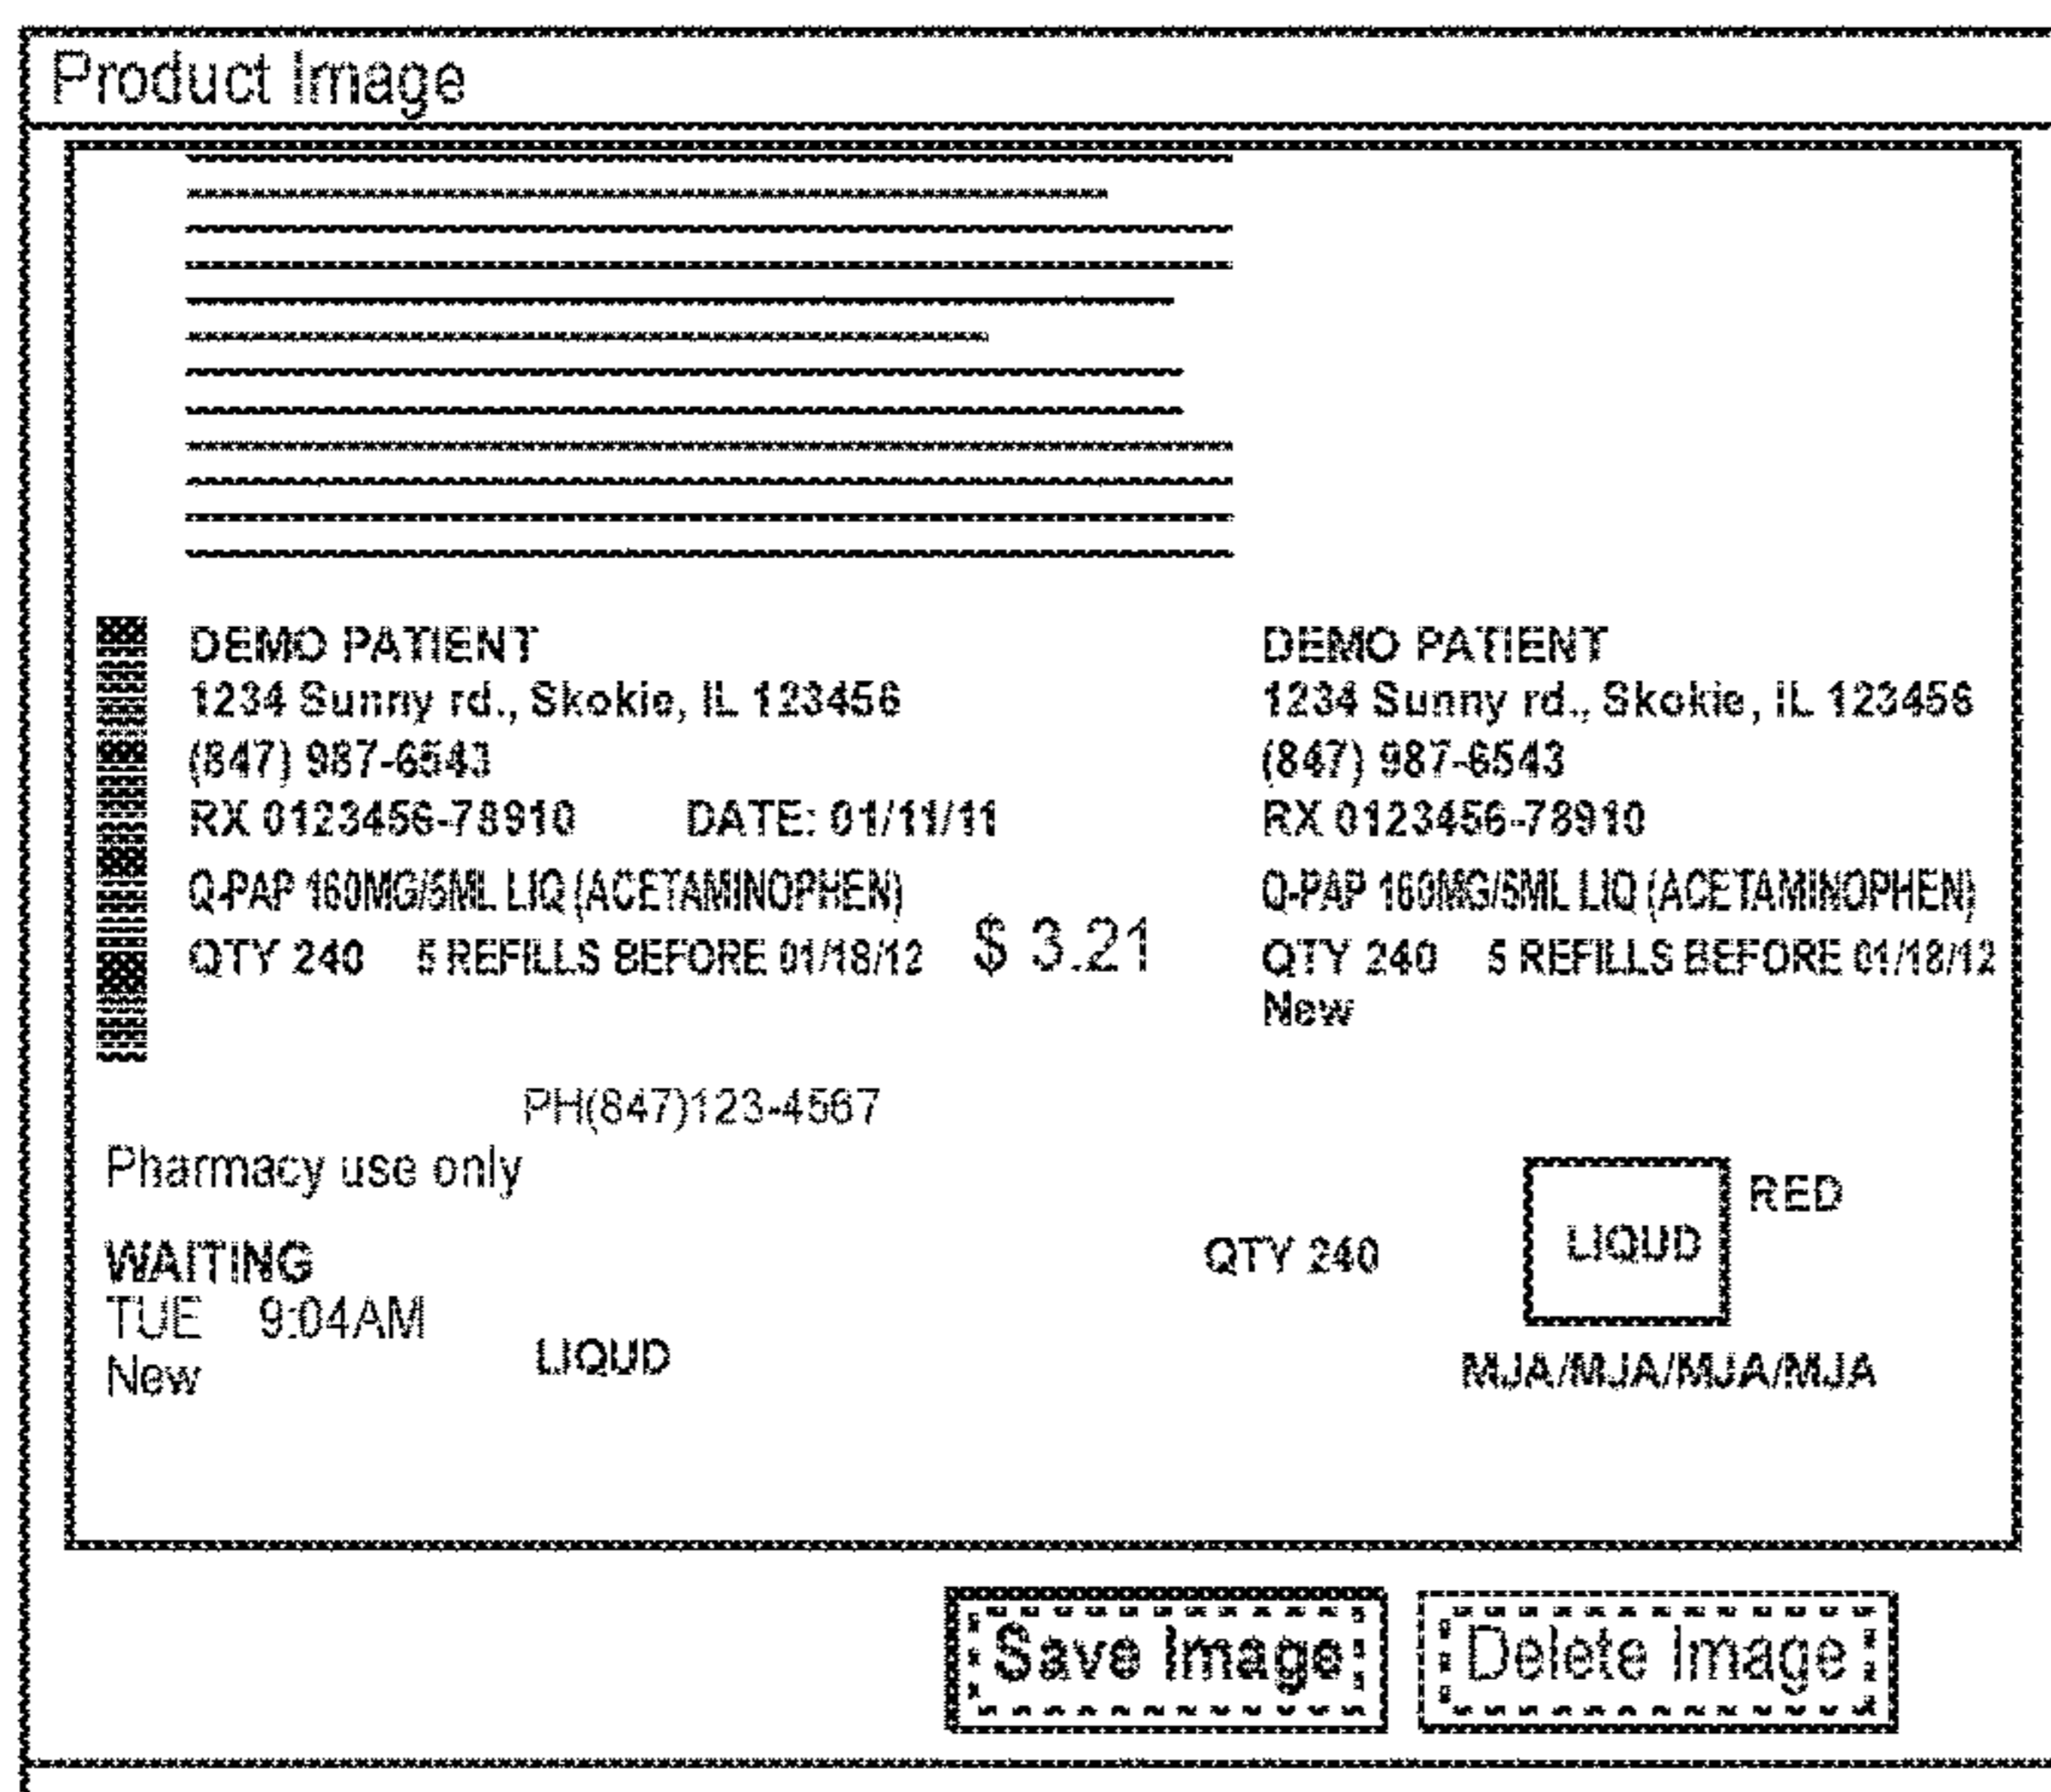 Product Image
DEMO PATIENT
1234 Sunny rd., Skokie, IL 123456
(847) 987-6543
RX 0123456-78910 DATE: 01/11/11
Q-PAP 160MG/5ML LIQ (ACETAMINOPHEN)
QTY 240 5 REFILLS BEFORE 01/18/12 $ 3.21
DEMO PATIENT
1234 Sunny rd., Skokie, IL 123456
(847) 987-6543
RX 0123456-78910
Q-PAP 160MG/5ML LIQ (ACETAMINOPHEN)
QTY 240 5 REFILLS BEFORE 01/18/12
New
PH(847)123-4567
Pharmacy use only
WAITING
TUE 9:04AM
New
LIQUD
QTY 240
LIQUD
RED
MJA/MJA/MJA/MJA
Save Image
Delete Image